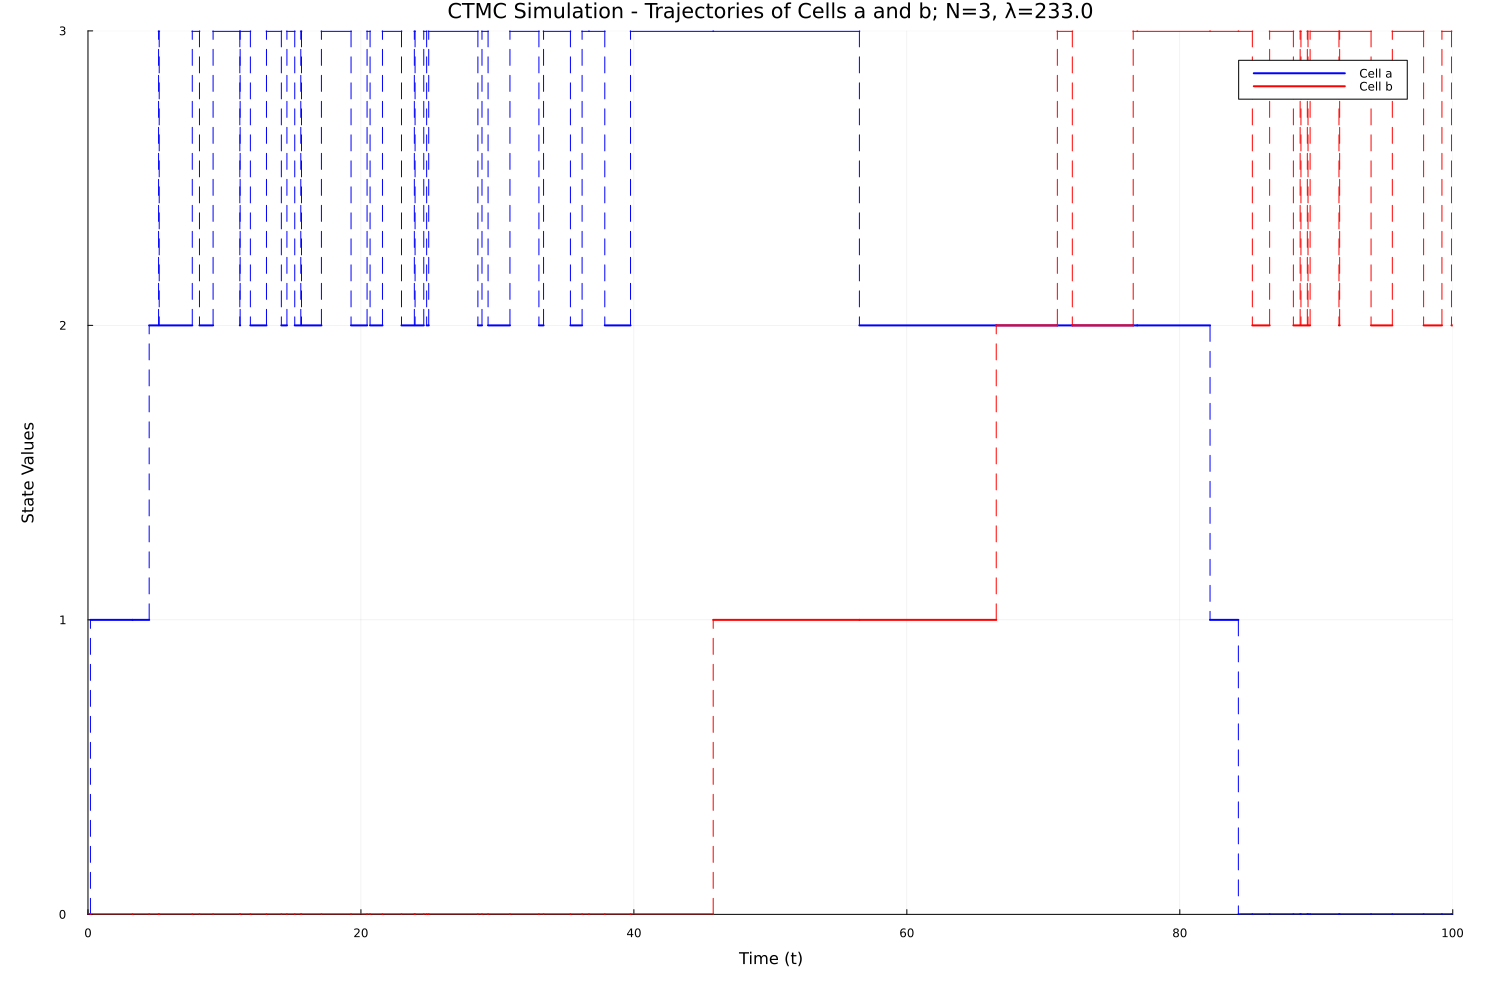 CTMC Simulation - Trajectories of Cells a and b; N=3, λ=233.0
3
Cell a
Cell b
2
State Values
1
0
0 20 40 60 80 100
Time (t)